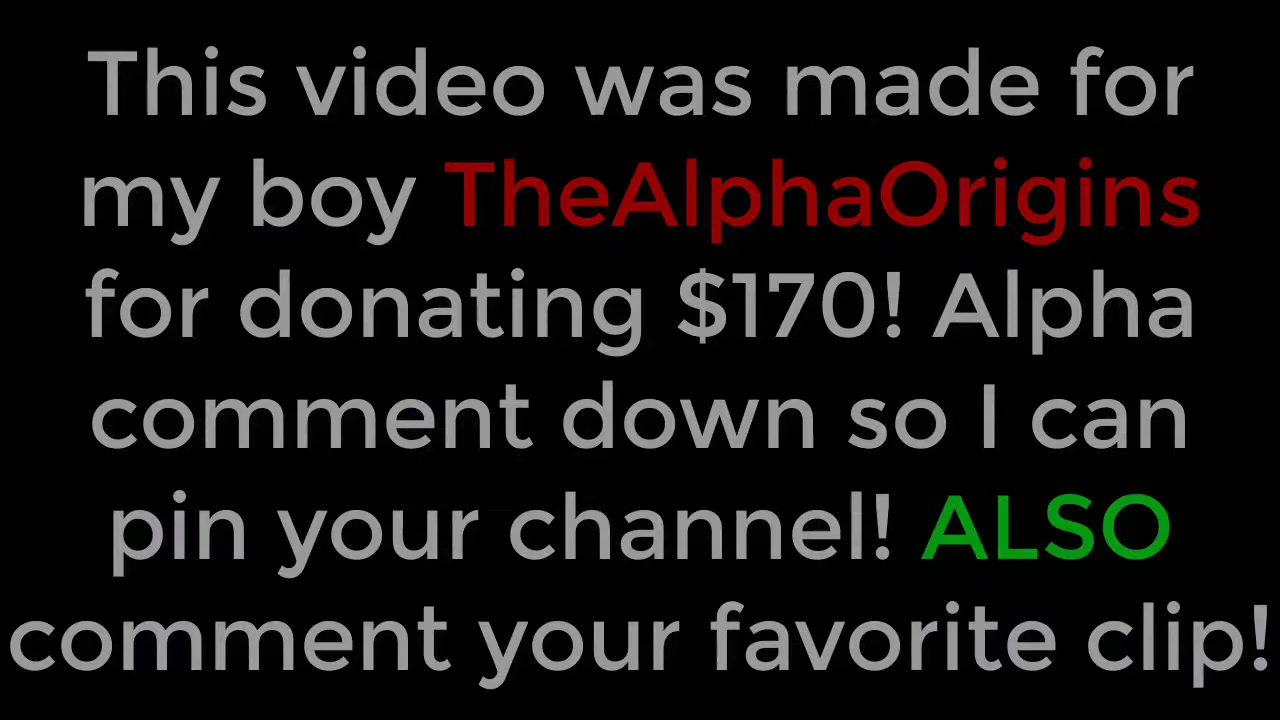 This video was made for
my boy TheAlphaOrigins
for donating $170! Alpha
comment down so I can
pin your channel! ALSO
comment your favorite clip!